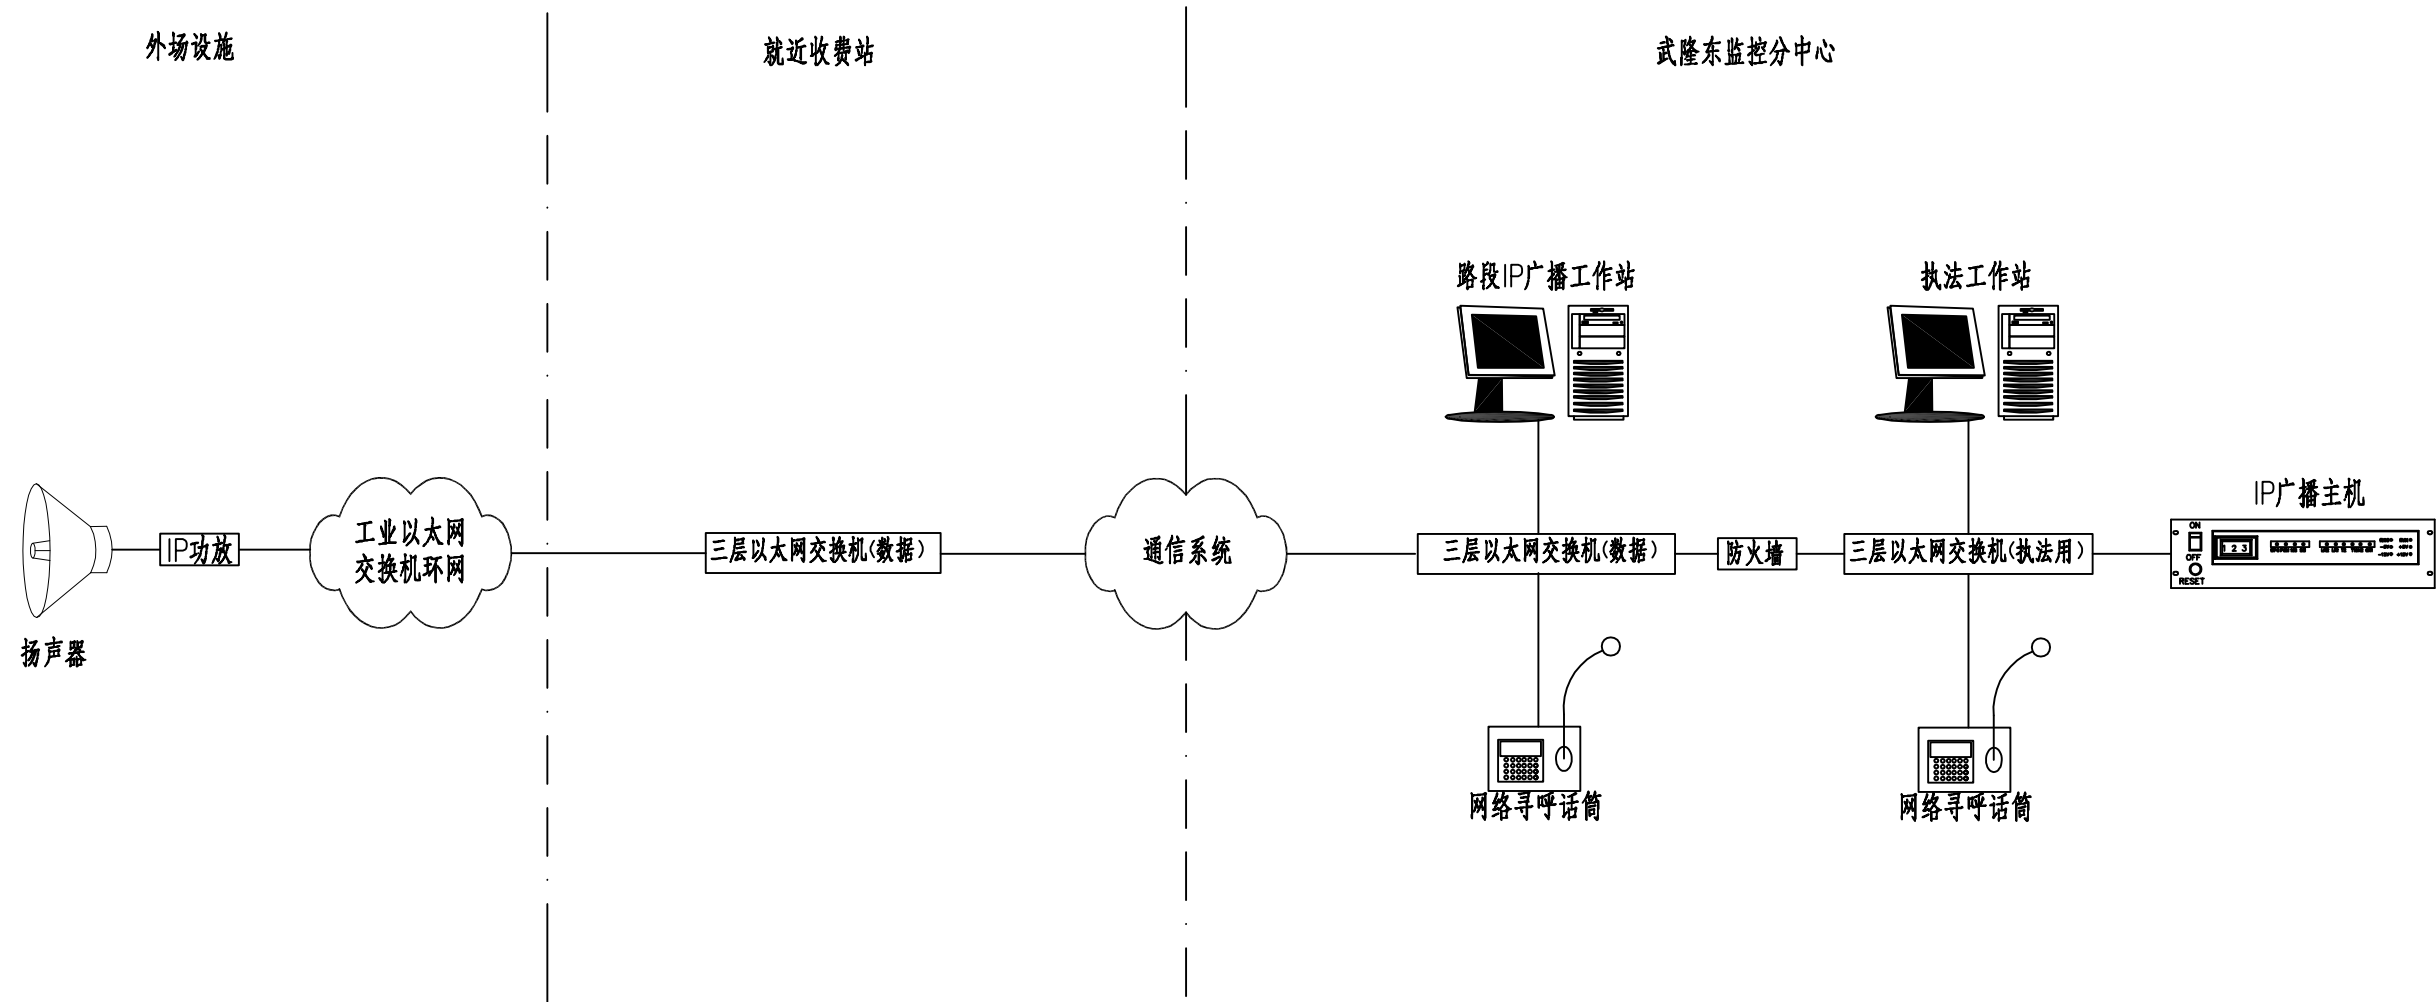 外场设施
就近收费站
武隆东监控分中心
路段IP广播工作站
执法工作站
IP广播主机
ON
OFF
RESET
1 2 3
扬声器
IP功放
工业以太网
交换机环网
三层以太网交换机(数据)
通信系统
三层以太网交换机(数据)
防火墙
三层以太网交换机(执法用)
网络寻呼话筒
网络寻呼话筒